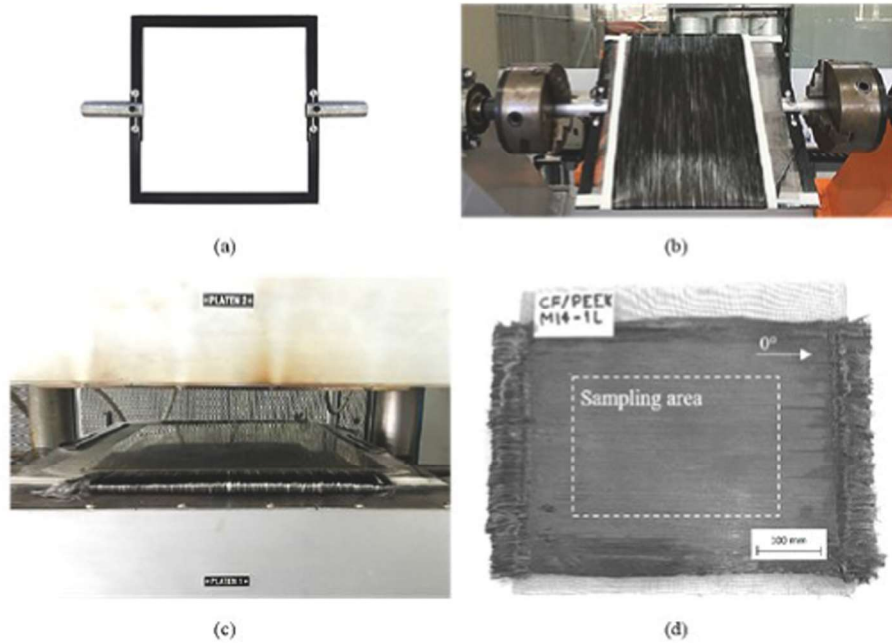 (a)
(b)
PLATEN 2
PLATEN 1
(c)
CF/PEEK
M14-1L
0°
Sampling area
100 mm
(d)